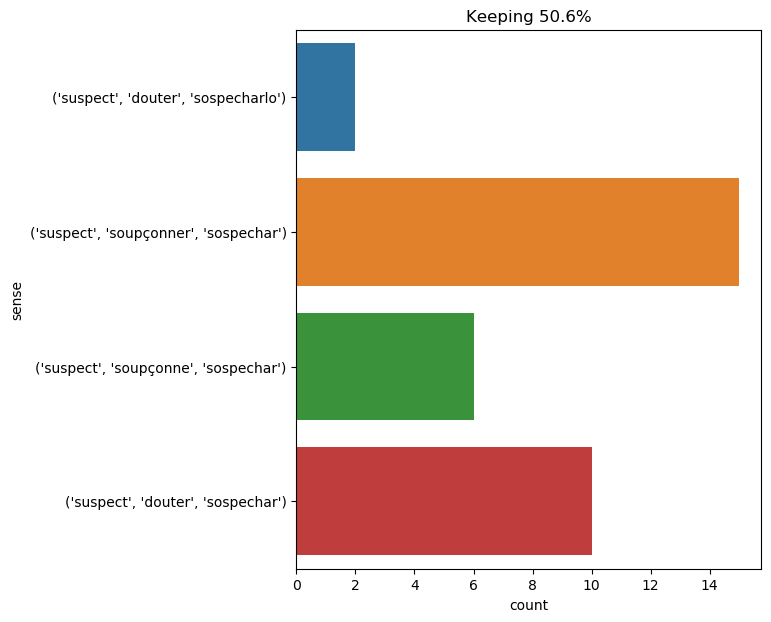 Keeping 50.6%
('suspect', 'douter', 'sospecharlo')
('suspect', 'soupçonner', 'sospechar')
sense
('suspect', 'soupçonne', 'sospechar')
('suspect', 'douter', 'sospechar')
0 2 4 6 8 10 12 14
count